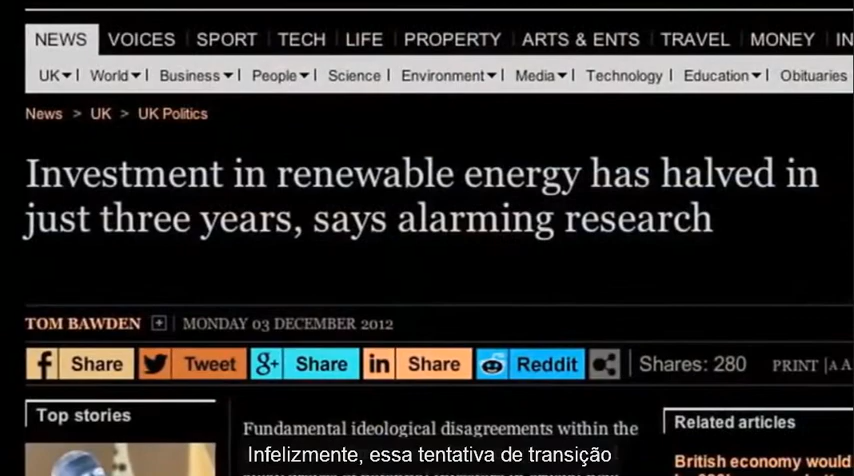 NEWS VOICES SPORT TECH LIFE PROPERTY ARTS & ENTS TRAVEL MONEY IN
UK World Business People Science Environment Media Technology Education Obituaries
News > UK > UK Politics
Investment in renewable energy has halved in
just three years, says alarming research
TOM BAWDEN + | MONDAY 03 DECEMBER 2012
f Share Tweet g+ Share in Share Reddit Shares: 280 PRINT | A A
Top stories
Fundamental ideological disagreements within the
Infelizmente, essa tentativa de transição
Related articles
British economy would